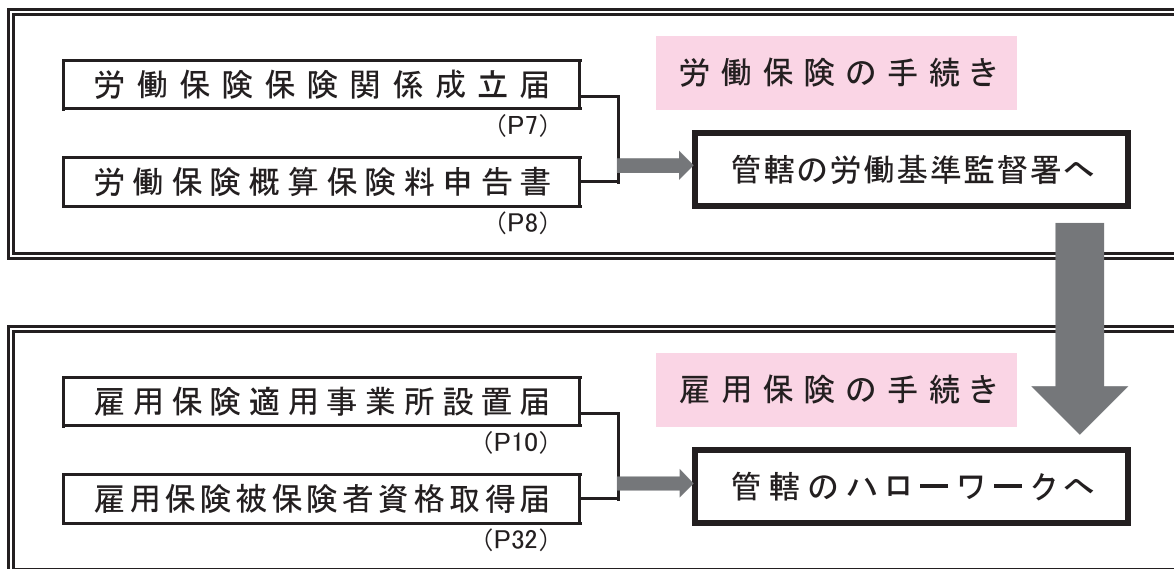 労働保険の手続き
労働保険保険関係成立届
(P7)
労働保険概算保険料申告書
(P8)
管轄の労働基準監督署へ
雇用保険の手続き
雇用保険適用事業所設置届
(P10)
雇用保険被保険者資格取得届
(P32)
管轄のハローワークへ